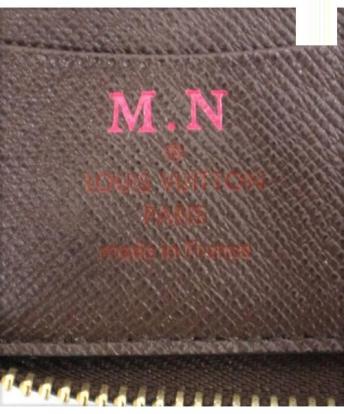 M.N
®
LOUIS VUITTON
PARIS
made in France